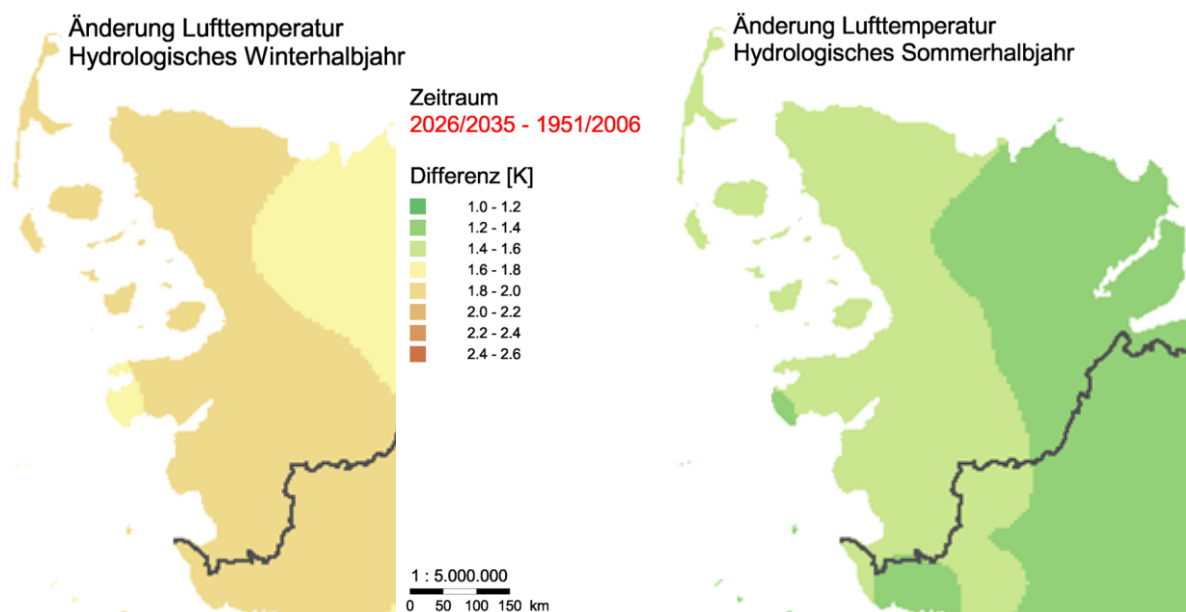 Änderung Lufttemperatur
Hydrologisches Winterhalbjahr
Änderung Lufttemperatur
Hydrologisches Sommerhalbjahr
Zeitraum
2026/2035 - 1951/2006
Differenz [K]
1.0 - 1.2
1.2 - 1.4
1.4 - 1.6
1.6 - 1.8
1.8 - 2.0
2.0 - 2.2
2.2 - 2.4
2.4 - 2.6
1 : 5.000.000
0 50 100 150 km